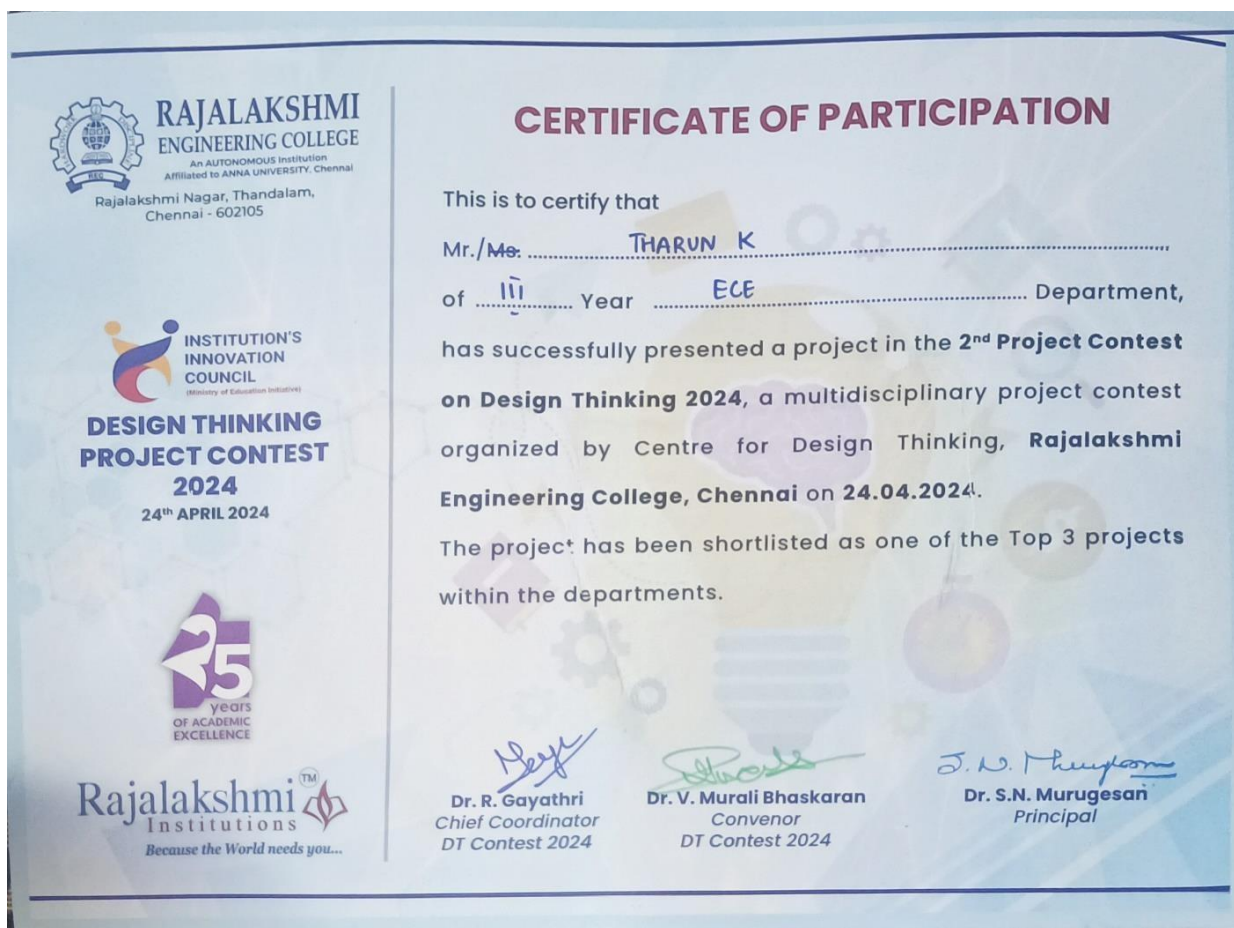 RAJALAKSHMI
ENGINEERING COLLEGE
An AUTONOMOUS Institution
Affiliated to ANNA UNIVERSITY, Chennai
Rajalakshmi Nagar, Thandalam,
Chennai - 602105
INSTITUTION'S
INNOVATION
COUNCIL
(Ministry of Education Initiative)
DESIGN THINKING
PROJECT CONTEST
2024
24th APRIL 2024
25
years
OF ACADEMIC
EXCELLENCE
Rajalakshmi TM
Institutions
Because the World needs you...
CERTIFICATE OF PARTICIPATION
This is to certify that
Mr./Ms. THARUN K
of III Year ECE Department,
has successfully presented a project in the 2nd Project Contest
on Design Thinking 2024, a multidisciplinary project contest
organized by Centre for Design Thinking, Rajalakshmi
Engineering College, Chennai on 24.04.2024.
The project has been shortlisted as one of the Top 3 projects
within the departments.
Dr. R. Gayathri
Chief Coordinator
DT Contest 2024
Dr. V. Murali Bhaskaran
Convenor
DT Contest 2024
Dr. S.N. Murugesan
Principal